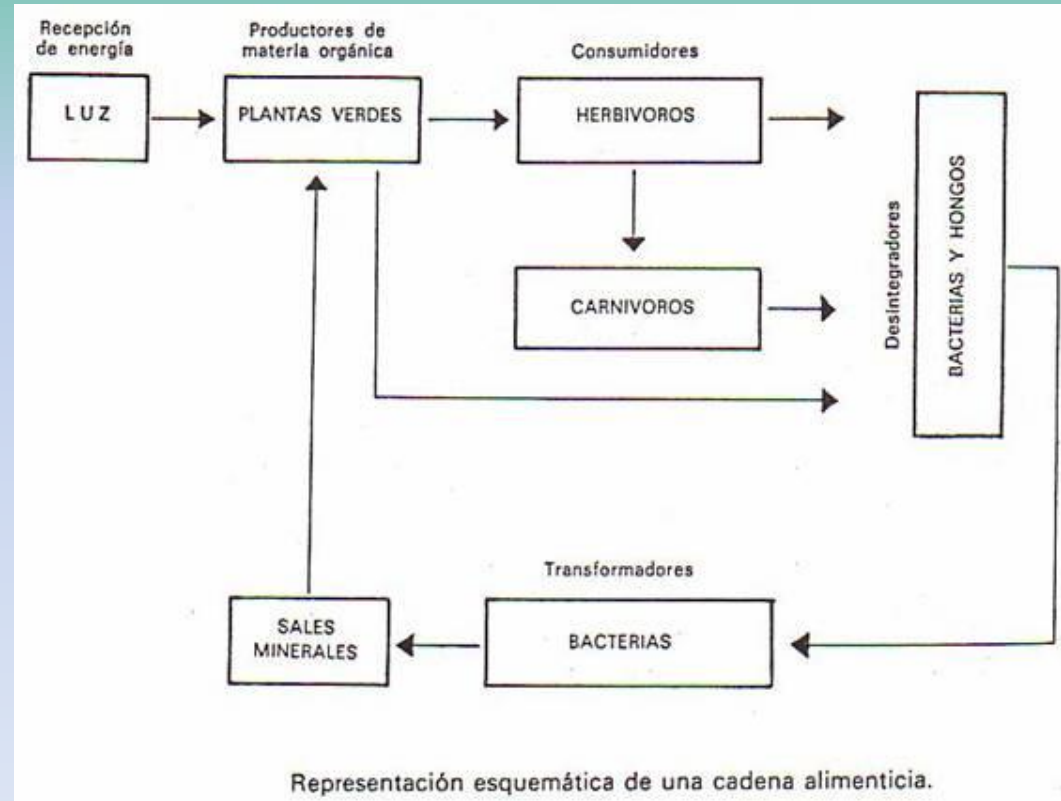 Recepción
de energía
Productores de
materia orgánica
Consumidores
LUZ
PLANTAS VERDES
HERBIVOROS
CARNIVOROS
Desintegradores
BACTERIAS Y HONGOS
Transformadores
SALES
MINERALES
BACTERIAS
Representación esquemática de una cadena alimenticia.